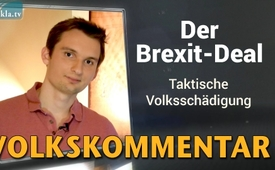 kla.tv
Der
Brexit-Deal
Taktische
Volksschädigung
VOLKSKOMMENTAR